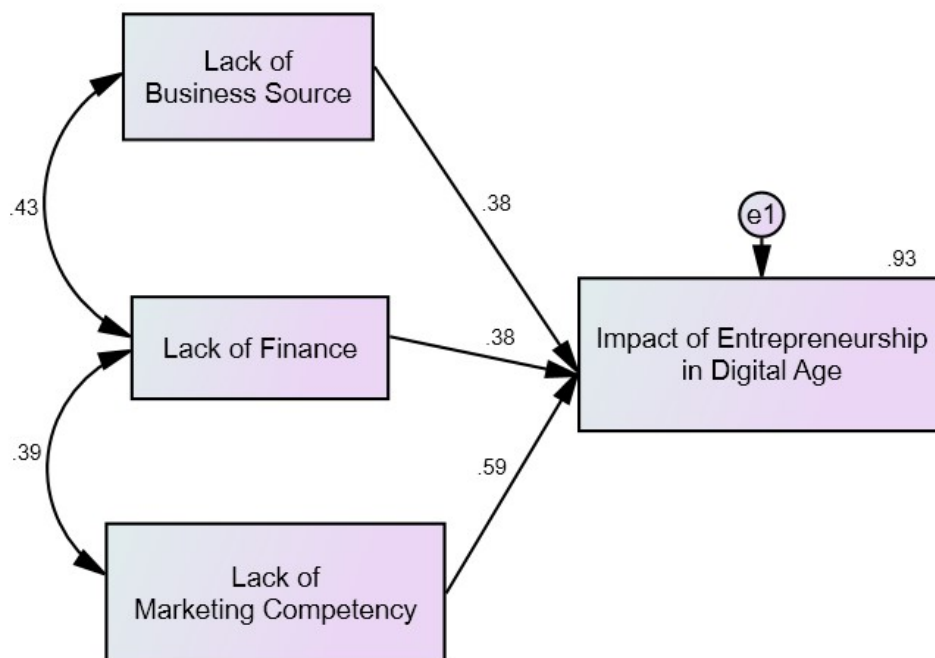 Lack of
Business Source
.43
.38
e1
.93
Lack of Finance
.38
Impact of Entrepreneurship
in Digital Age
.39
.59
Lack of
Marketing Competency